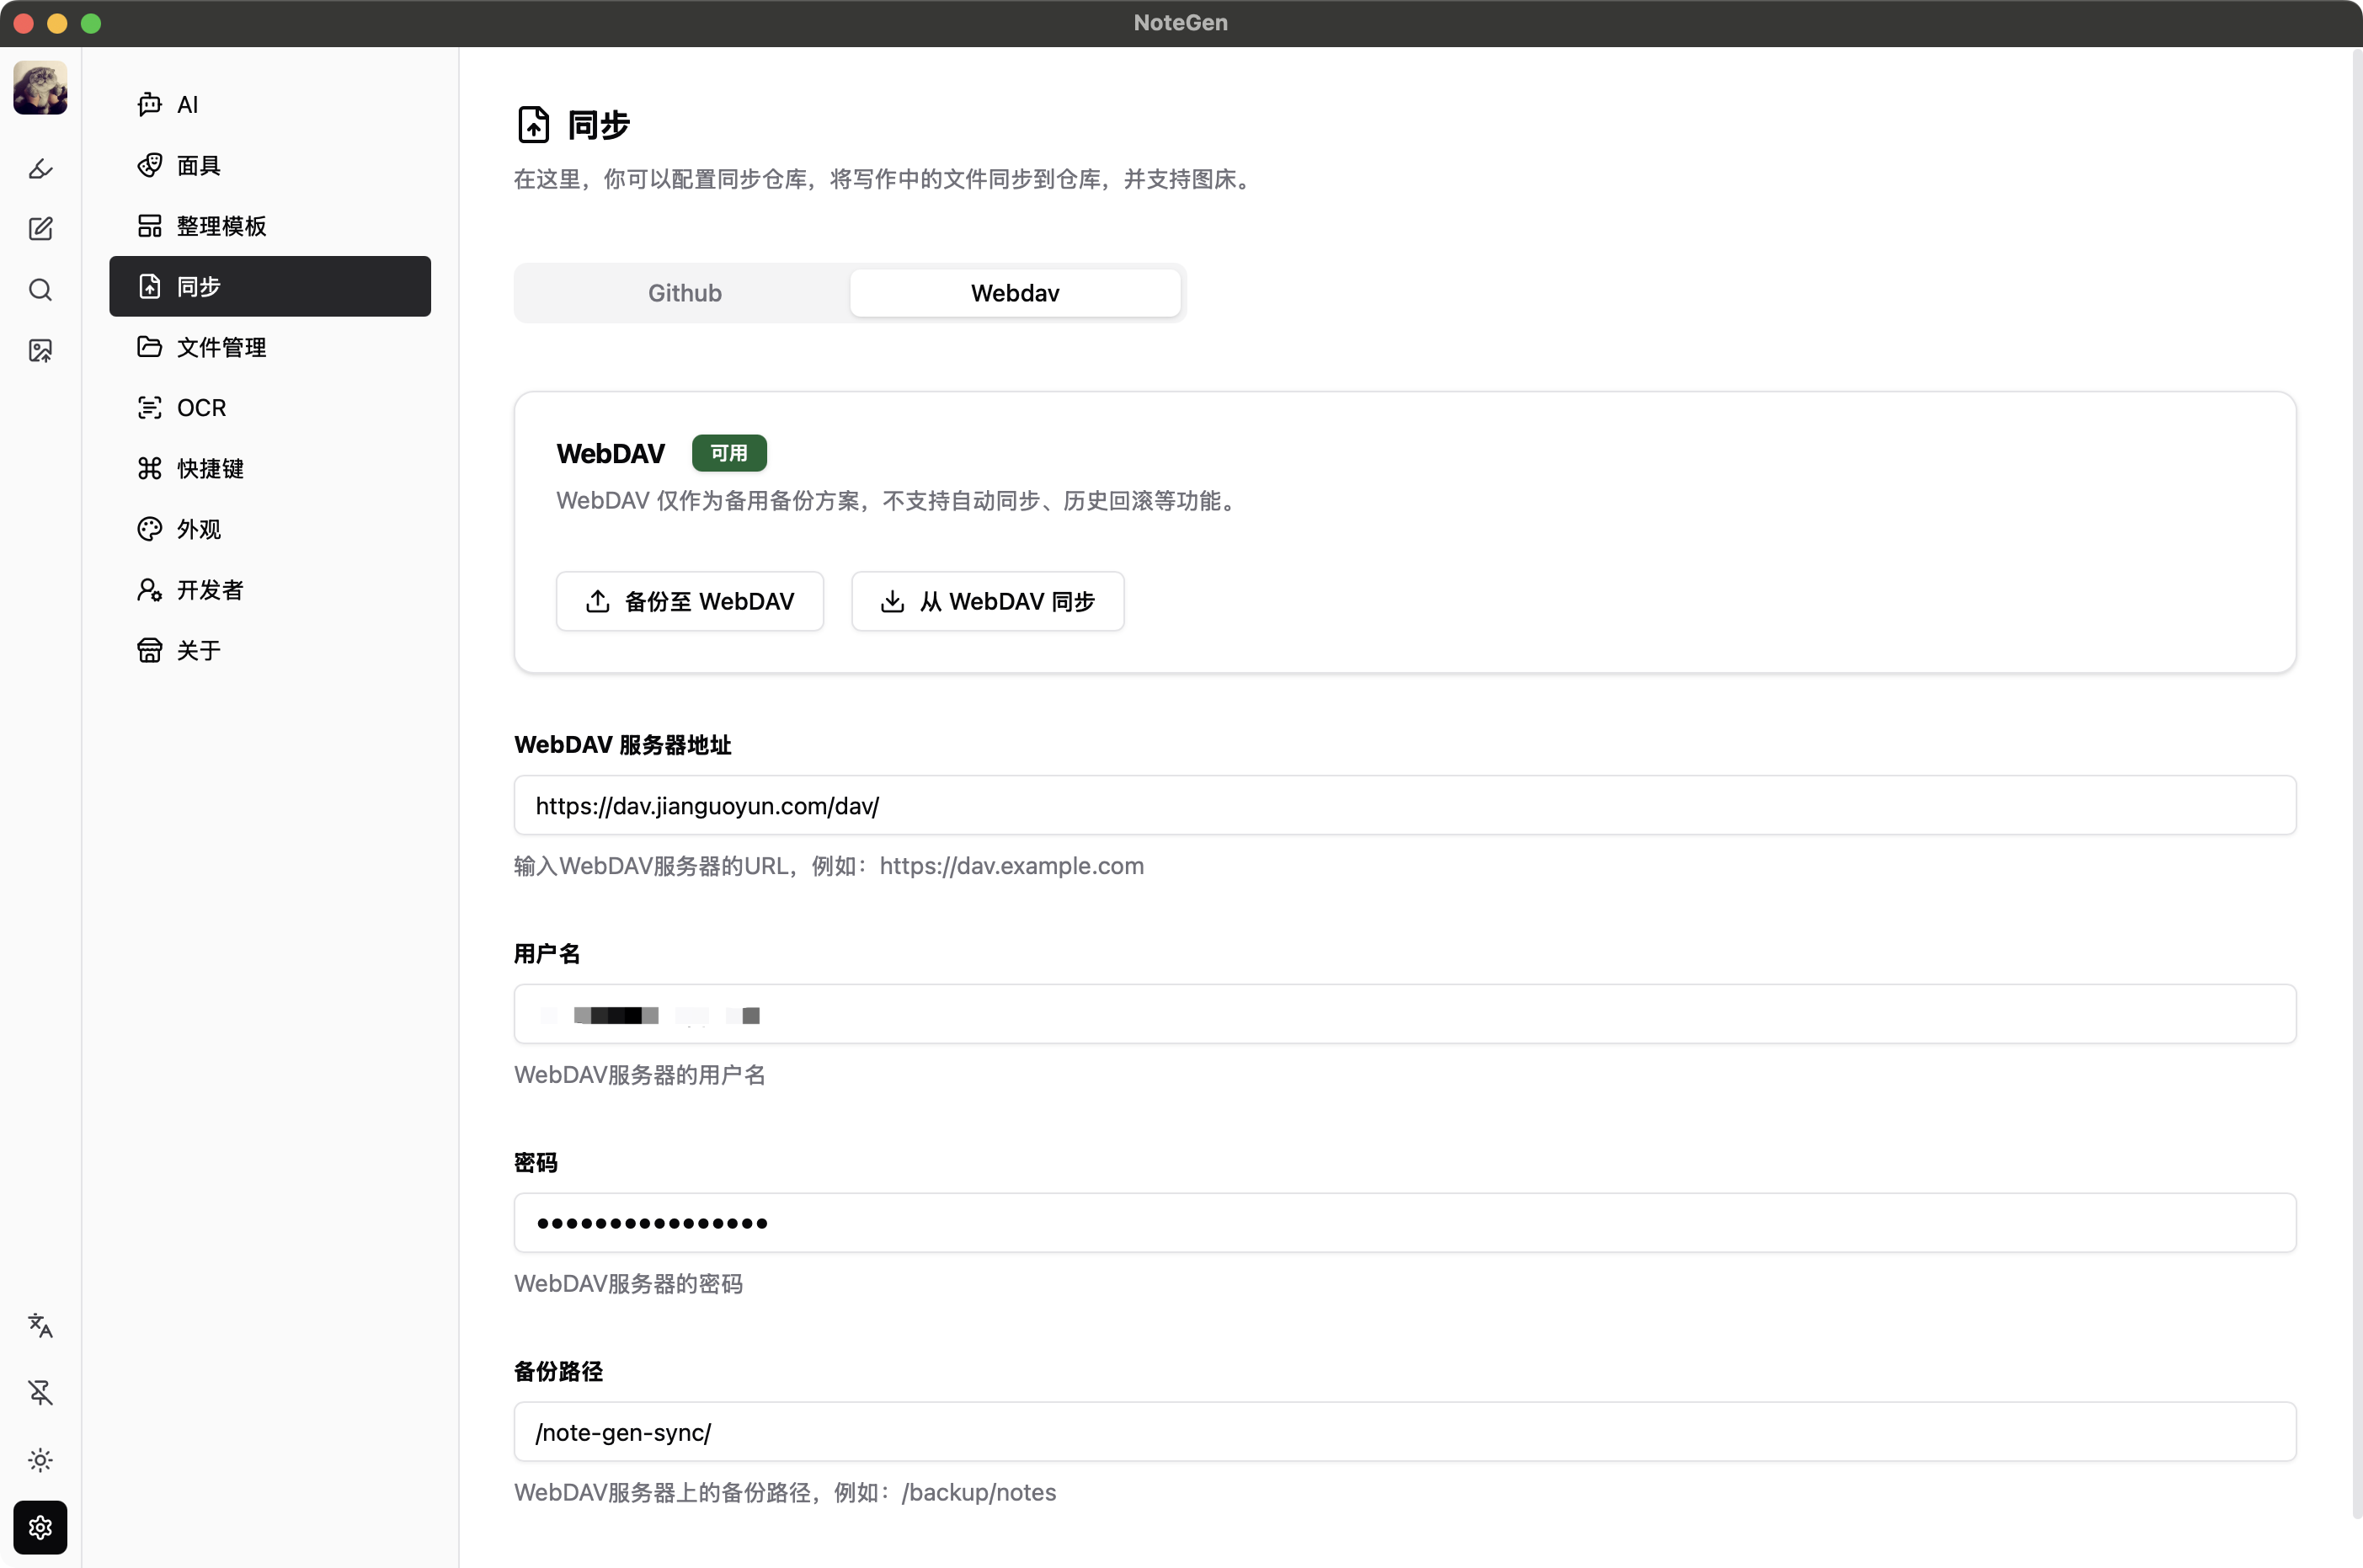 NoteGen
AI
面具
整理模板
同步
文件管理
OCR
快捷键
外观
开发者
关于
同步
在这里，你可以配置同步仓库，将写作中的文件同步到仓库，并支持图床。
Github
Webdav
WebDAV 可用
WebDAV 仅作为备用备份方案，不支持自动同步、历史回滚等功能。
备份至 WebDAV
从 WebDAV 同步
WebDAV 服务器地址
https://dav.jianguoyun.com/dav/
输入WebDAV服务器的URL，例如：https://dav.example.com
用户名
WebDAV服务器的用户名
密码
••••••••••••••••
WebDAV服务器的密码
备份路径
/note-gen-sync/
WebDAV服务器上的备份路径，例如：/backup/notes